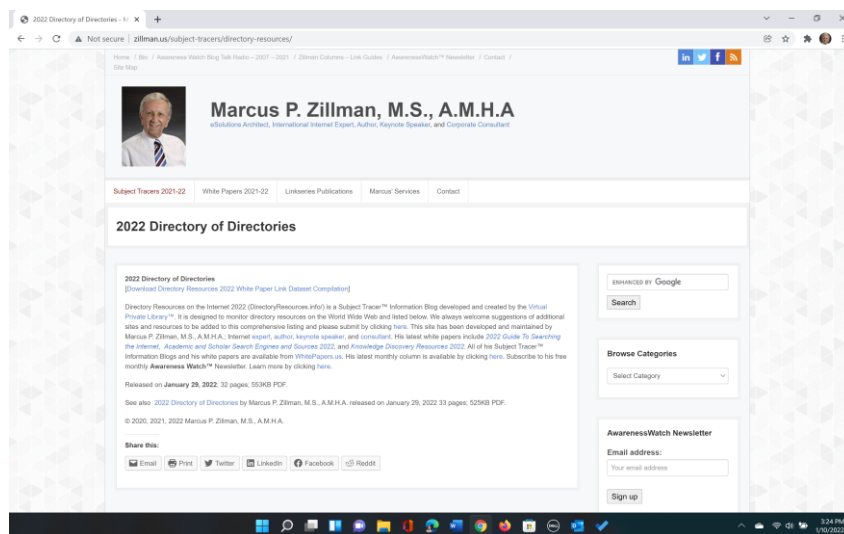 2022 Directory of Directories - M
Not secure | zillman.us/subject-tracers/directory-resources/
Home / Bio / Awareness Watch Blog Talk Radio – 2007 – 2021 / Zillman Columns – Link Guides / AwarenessWatch™ Newsletter / Contact /
Site Map
Marcus P. Zillman, M.S., A.M.H.A
eSolutions Architect, International Internet Expert, Author, Keynote Speaker, and Corporate Consultant
Subject Tracers 2021-22 White Papers 2021-22 Linkseries Publications Marcus' Services Contact
2022 Directory of Directories
2022 Directory of Directories
[Download Directory Resources 2022 White Paper Link Dataset Compilation]
Directory Resources on the Internet 2022 (DirectoryResources.info/) is a Subject Tracer™ Information Blog developed and created by the Virtual
Private Library™. It is designed to monitor directory resources on the World Wide Web and listed below. We always welcome suggestions of additional
sites and resources to be added to this comprehensive listing and please submit by clicking here. This site has been developed and maintained by
Marcus P. Zillman, M.S., A.M.H.A.; Internet expert, author, keynote speaker, and consultant. His latest white papers include 2022 Guide To Searching
the Internet, Academic and Scholar Search Engines and Sources 2022, and Knowledge Discovery Resources 2022. All of his Subject Tracer™
Information Blogs and his white papers are available from WhitePapers.us. His latest monthly column is available by clicking here. Subscribe to his free
monthly Awareness Watch™ Newsletter. Learn more by clicking here.
Released on January 29, 2022; 32 pages; 553KB PDF.
See also 2022 Directory of Directories by Marcus P. Zillman, M.S., A.M.H.A. released on January 29, 2022 33 pages; 525KB PDF.
© 2020, 2021, 2022 Marcus P. Zillman, M.S., A.M.H.A.
Share this:
Email Print Twitter LinkedIn Facebook Reddit
ENHANCED BY Google
Search
Browse Categories
Select Category
AwarenessWatch Newsletter
Email address:
Your email address
Sign up
3:24 PM
1/10/2022